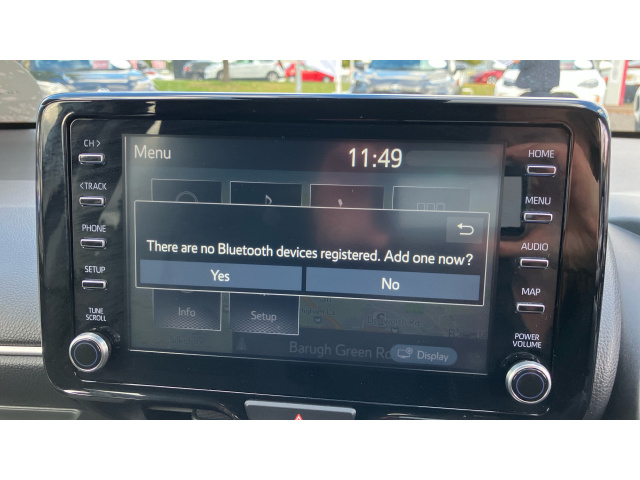 CH >
< TRACK
PHONE
SETUP
TUNE
SCROLL
Menu
11:49
There are no Bluetooth devices registered. Add one now?
Yes
No
Info
Setup
Barugh Green Ro
Display
HOME
MENU
AUDIO
MAP
POWER
VOLUME